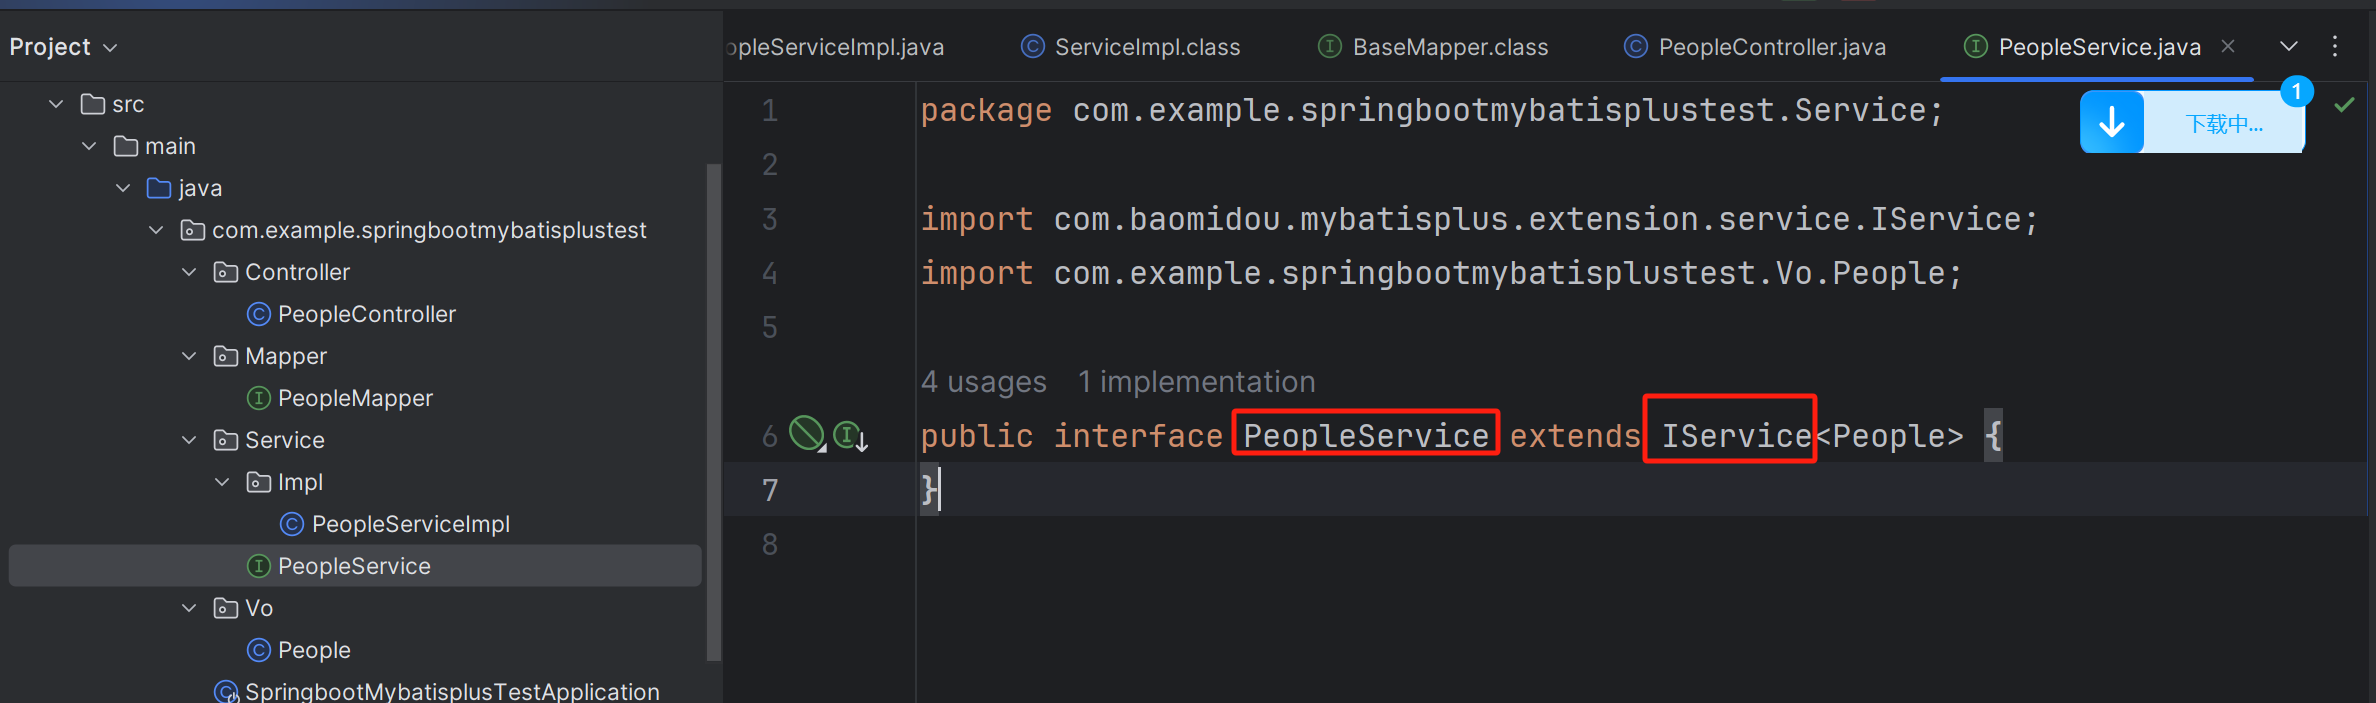 Project
src
main
java
com.example.springbootmybatisplustest
Controller
PeopleController
Mapper
PeopleMapper
Service
Impl
PeopleServiceImpl
PeopleService
Vo
People
SpringbootMybatisplusTestApplication
opleServiceImpl.java ServiceImpl.class BaseMapper.class PeopleController.java PeopleService.java
1
下载中...
1 package com.example.springbootmybatisplustest.Service;
2
3 import com.baomidou.mybatisplus.extension.service.IService;
4 import com.example.springbootmybatisplustest.Vo.People;
5
4 usages 1 implementation
6 public interface PeopleService extends IService<People> {
7 }
8